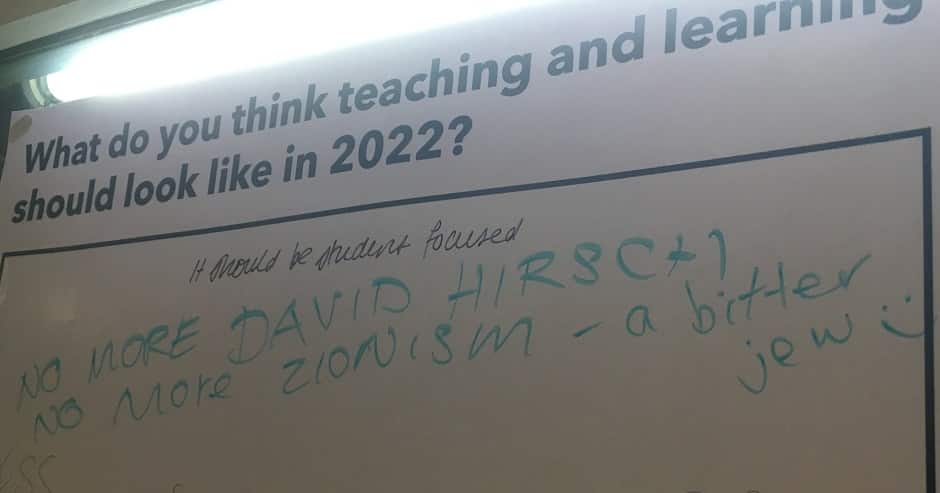 What do you think teaching and learning
should look like in 2022?
It should be student focused
NO MORE DAVID HIRSCH
NO More ZIONISM - a bitter
jew :)